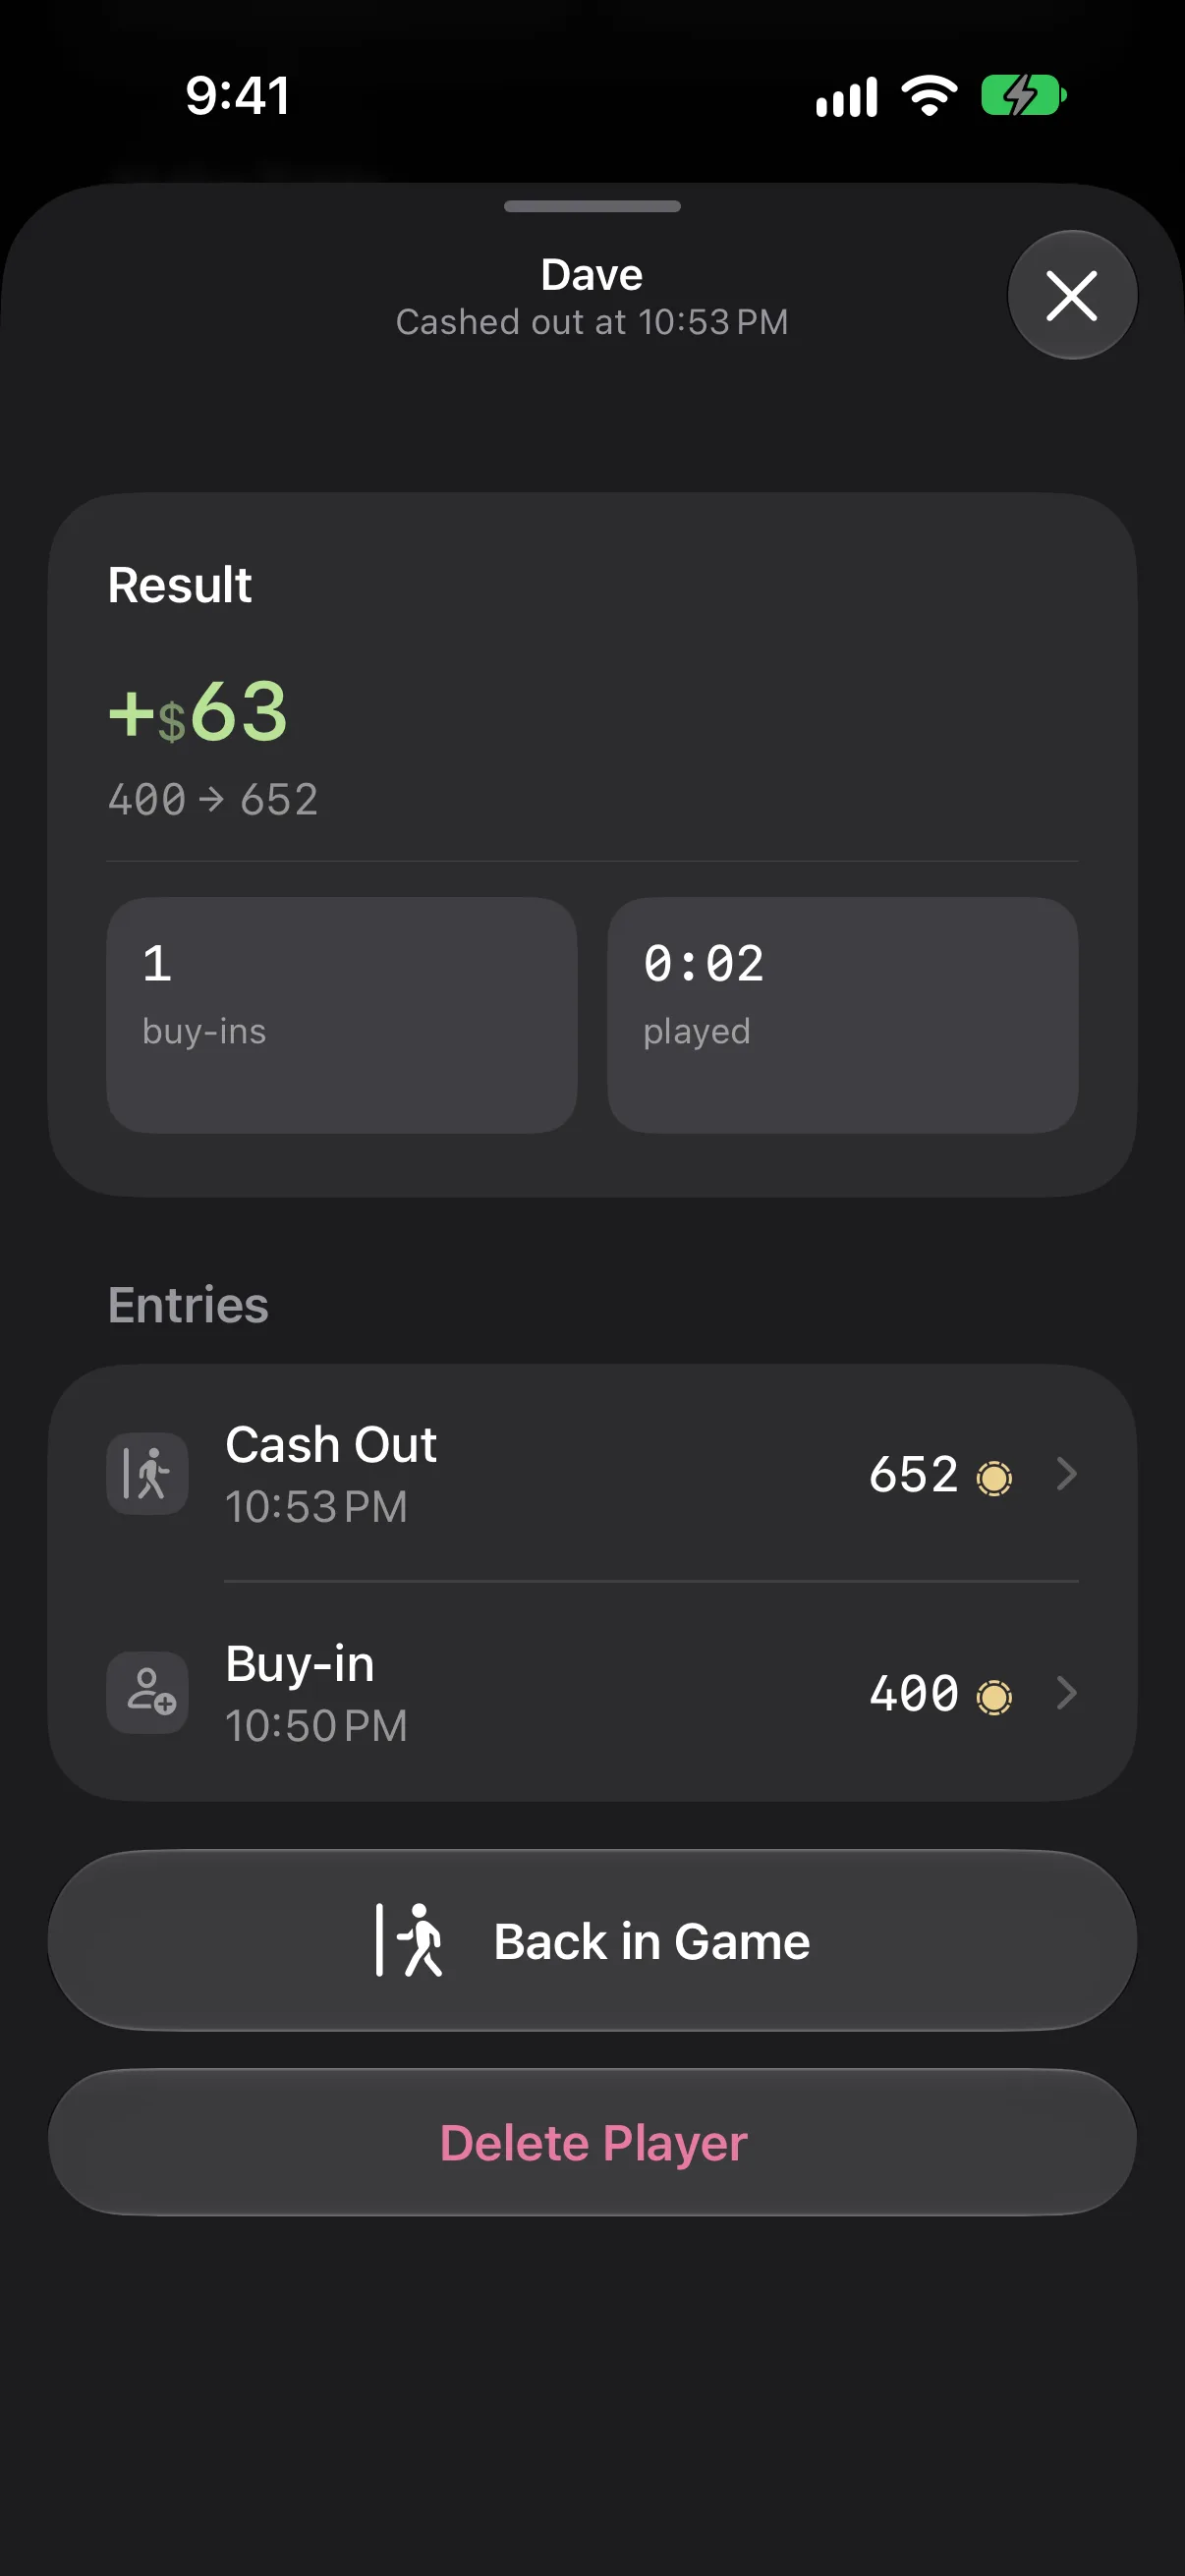 9:41
Dave
Cashed out at 10:53 PM
Result
+$63
400 → 652
1
buy-ins
0:02
played
Entries
Cash Out
10:53 PM
652
Buy-in
10:50 PM
400
Back in Game
Delete Player